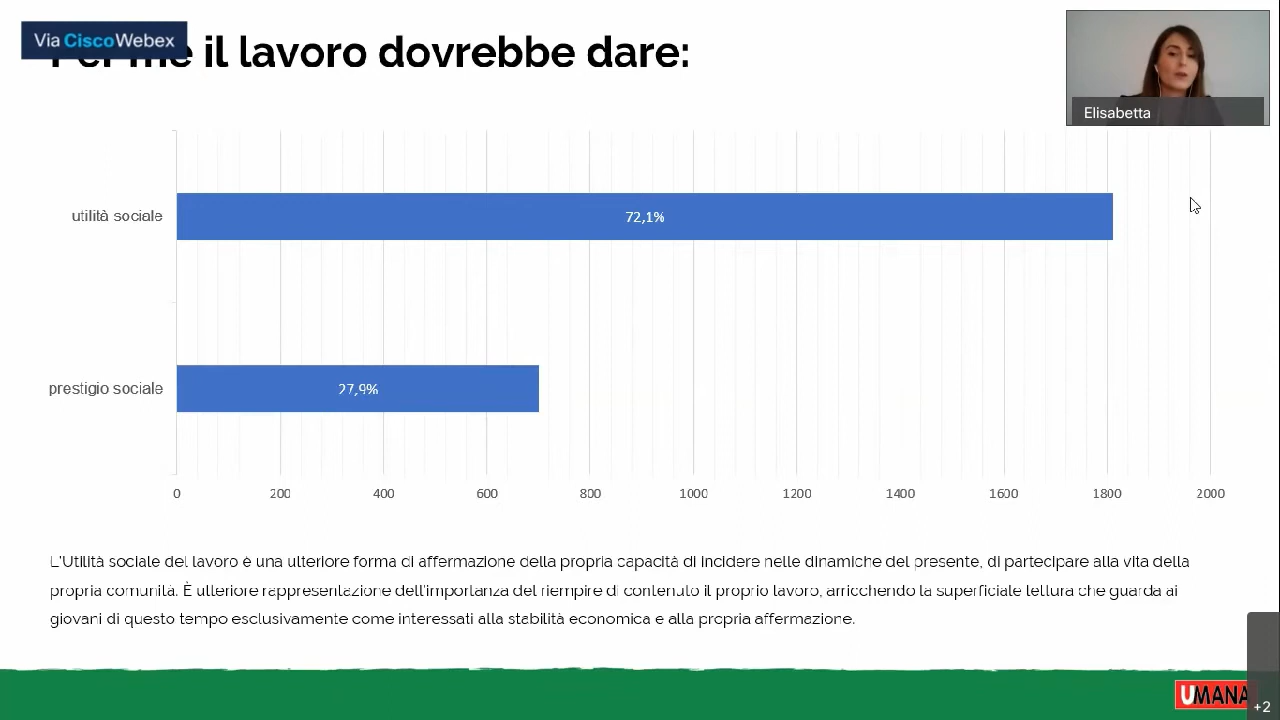 Via CiscoWebex
Per me il lavoro dovrebbe dare:
Elisabetta
utilità sociale
72,1%
prestigio sociale
27,9%
0 200 400 600 800 1000 1200 1400 1600 1800 2000
L'Utilità sociale del lavoro è una ulteriore forma di affermazione della propria capacità di incidere nelle dinamiche del presente, di partecipare alla vita della
propria comunità. È ulteriore rappresentazione dell'importanza del riempire di contenuto il proprio lavoro, arricchendo la superficiale lettura che guarda ai
giovani di questo tempo esclusivamente come interessati alla stabilità economica e alla propria affermazione.
UMANA
+2